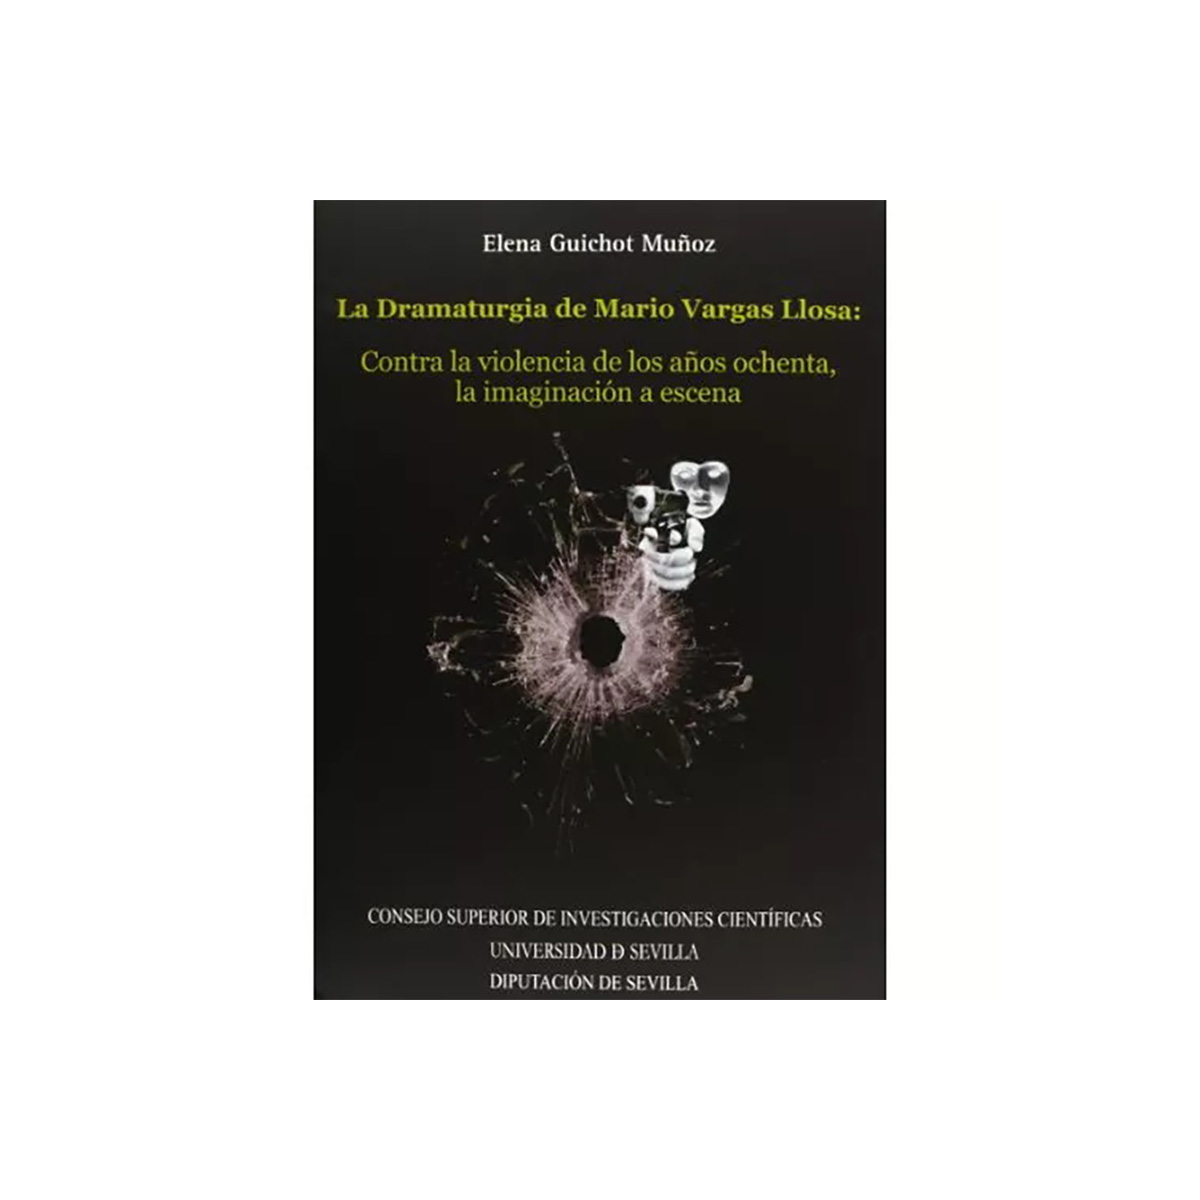 Elena Guichot Muñoz
La Dramaturgia de Mario Vargas Llosa:
Contra la violencia de los años ochenta,
la imaginación a escena
CONSEJO SUPERIOR DE INVESTIGACIONES CIENTÍFICAS
UNIVERSIDAD DE SEVILLA
DIPUTACIÓN DE SEVILLA